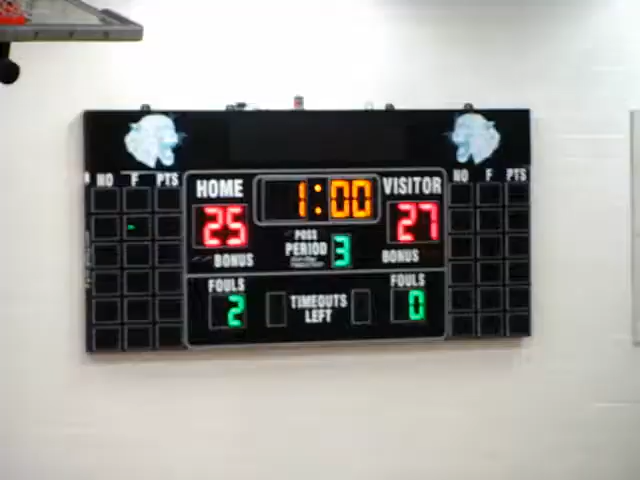 NO F PTS
HOME
1:00
VISITOR
NO F PTS
25
27
POSS
PERIOD
3
BONUS
BONUS
FOULS
FOULS
2
TIMEOUTS
LEFT
0